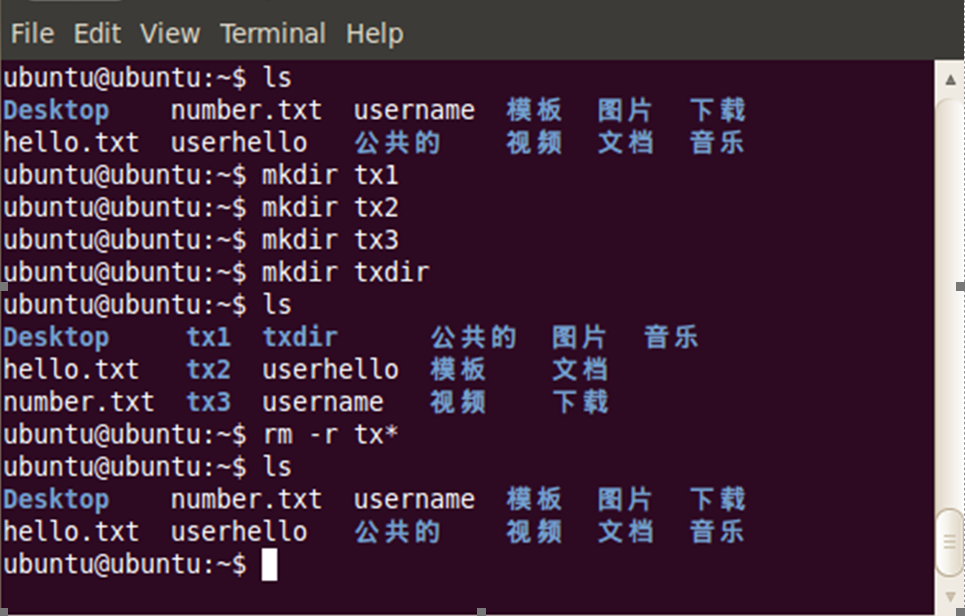 File Edit View Terminal Help
ubuntu@ubuntu:~$ ls
Desktop number.txt username 模板 图片 下载
hello.txt userhello 公共的 视频 文档 音乐
ubuntu@ubuntu:~$ mkdir tx1
ubuntu@ubuntu:~$ mkdir tx2
ubuntu@ubuntu:~$ mkdir tx3
ubuntu@ubuntu:~$ mkdir txdir
ubuntu@ubuntu:~$ ls
Desktop tx1 txdir 公共的 图片 音乐
hello.txt tx2 userhello 模板 文档
number.txt tx3 username 视频 下载
ubuntu@ubuntu:~$ rm -r tx*
ubuntu@ubuntu:~$ ls
Desktop number.txt username 模板 图片 下载
hello.txt userhello 公共的 视频 文档 音乐
ubuntu@ubuntu:~$